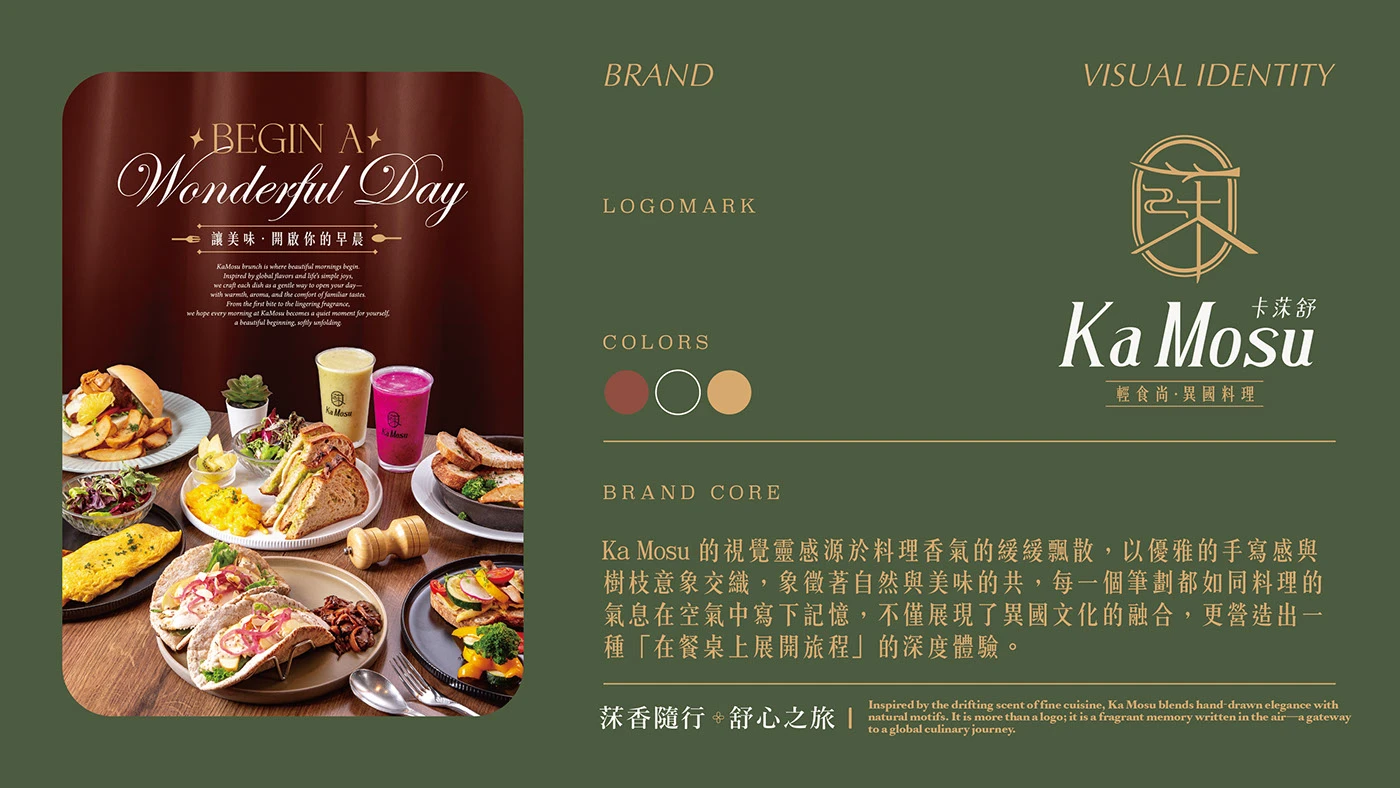 BEGIN A
Wonderful Day
讓美味·開啟你的早晨
KaMosu brunch is where beautiful mornings begin.
Inspired by global flavors and life's simple joys,
we craft each dish as a gentle way to open your day—
with warmth, aroma, and the comfort of familiar tastes.
From the first bite to the lingering fragrance,
we hope every morning at KaMosu becomes a quiet moment for yourself,
a beautiful beginning, softly unfolding.
Ka Mosu
Ka Mosu
BRAND
VISUAL IDENTITY
LOGOMARK
卡莯舒
Ka Mosu
輕食尚·異國料理
COLORS
BRAND CORE
Ka Mosu 的視覺靈感源於料理香氣的緩緩飄散，以優雅的手寫感與
樹枝意象交織，象徵著自然與美味的共，每一個筆劃都如同料理的
氣息在空氣中寫下記憶，不僅展現了異國文化的融合，更營造出一
種「在餐桌上展開旅程」的深度體驗。
莯香隨行 舒心之旅
Inspired by the drifting scent of fine cuisine, Ka Mosu blends hand-drawn elegance with
natural motifs. It is more than a logo; it is a fragrant memory written in the air—a gateway
to a global culinary journey.